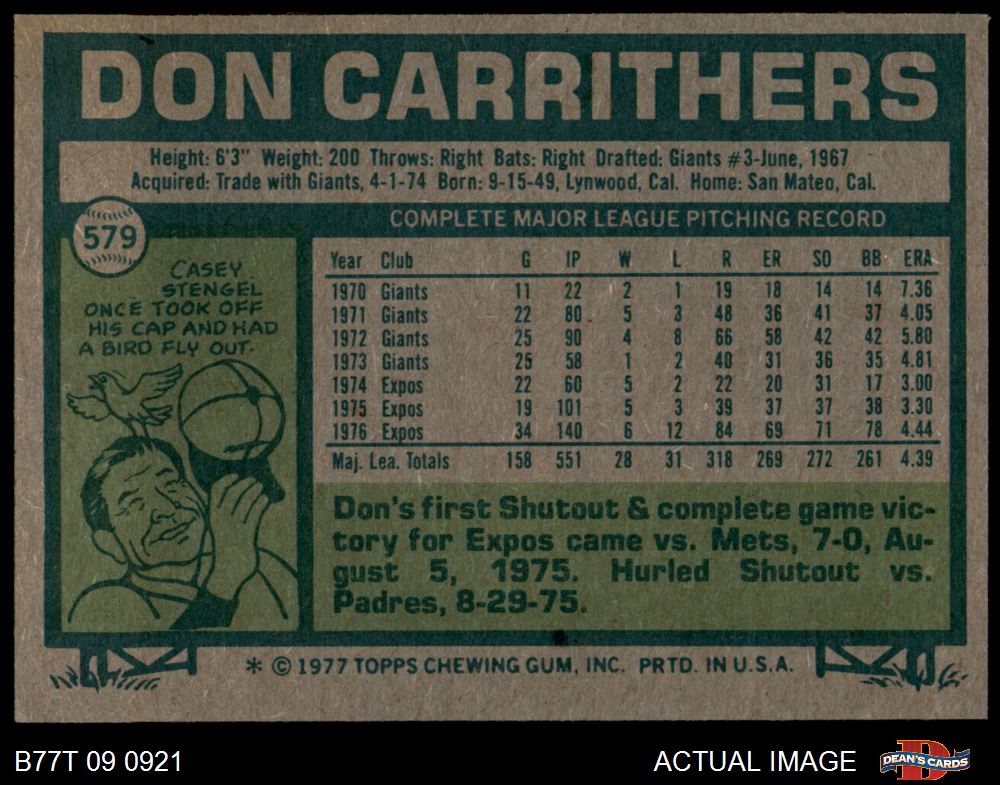 DON CARRITHERS
Height: 6'3" Weight: 200 Throws: Right Bats: Right Drafted: Giants #3-June, 1967
Acquired: Trade with Giants, 4-1-74 Born: 9-15-49, Lynwood, Cal. Home: San Mateo, Cal.
579
COMPLETE MAJOR LEAGUE PITCHING RECORD
CASEY
STENGEL
ONCE TOOK OFF
HIS CAP AND HAD
A BIRD FLY OUT.
Year Club G IP W L R ER SO BB ERA
1970 Giants 11 22 2 1 19 18 14 14 7.36
1971 Giants 22 80 5 3 48 36 41 37 4.05
1972 Giants 25 90 4 8 66 58 42 42 5.80
1973 Giants 25 58 1 2 40 31 36 35 4.81
1974 Expos 22 60 5 2 22 20 31 17 3.00
1975 Expos 19 101 5 3 39 37 37 38 3.30
1976 Expos 34 140 6 12 84 69 71 78 4.44
Maj. Lea. Totals 158 551 28 31 318 269 272 261 4.39
Don's first Shutout & complete game vic-
tory for Expos came vs. Mets, 7-0, Au-
gust 5, 1975. Hurled Shutout vs.
Padres, 8-29-75.
* © 1977 TOPPS CHEWING GUM, INC. PRTD. IN U.S.A.
B77T 09 0921
ACTUAL IMAGE
D
DEAN'S CARDS